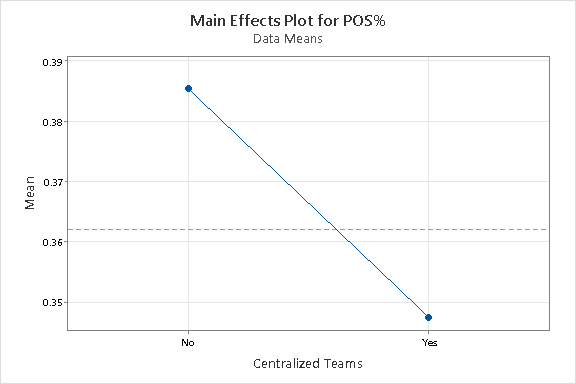 Main Effects Plot for POS%
Data Means
0.39
0.38
0.37
0.36
0.35
Mean
No
Yes
Centralized Teams